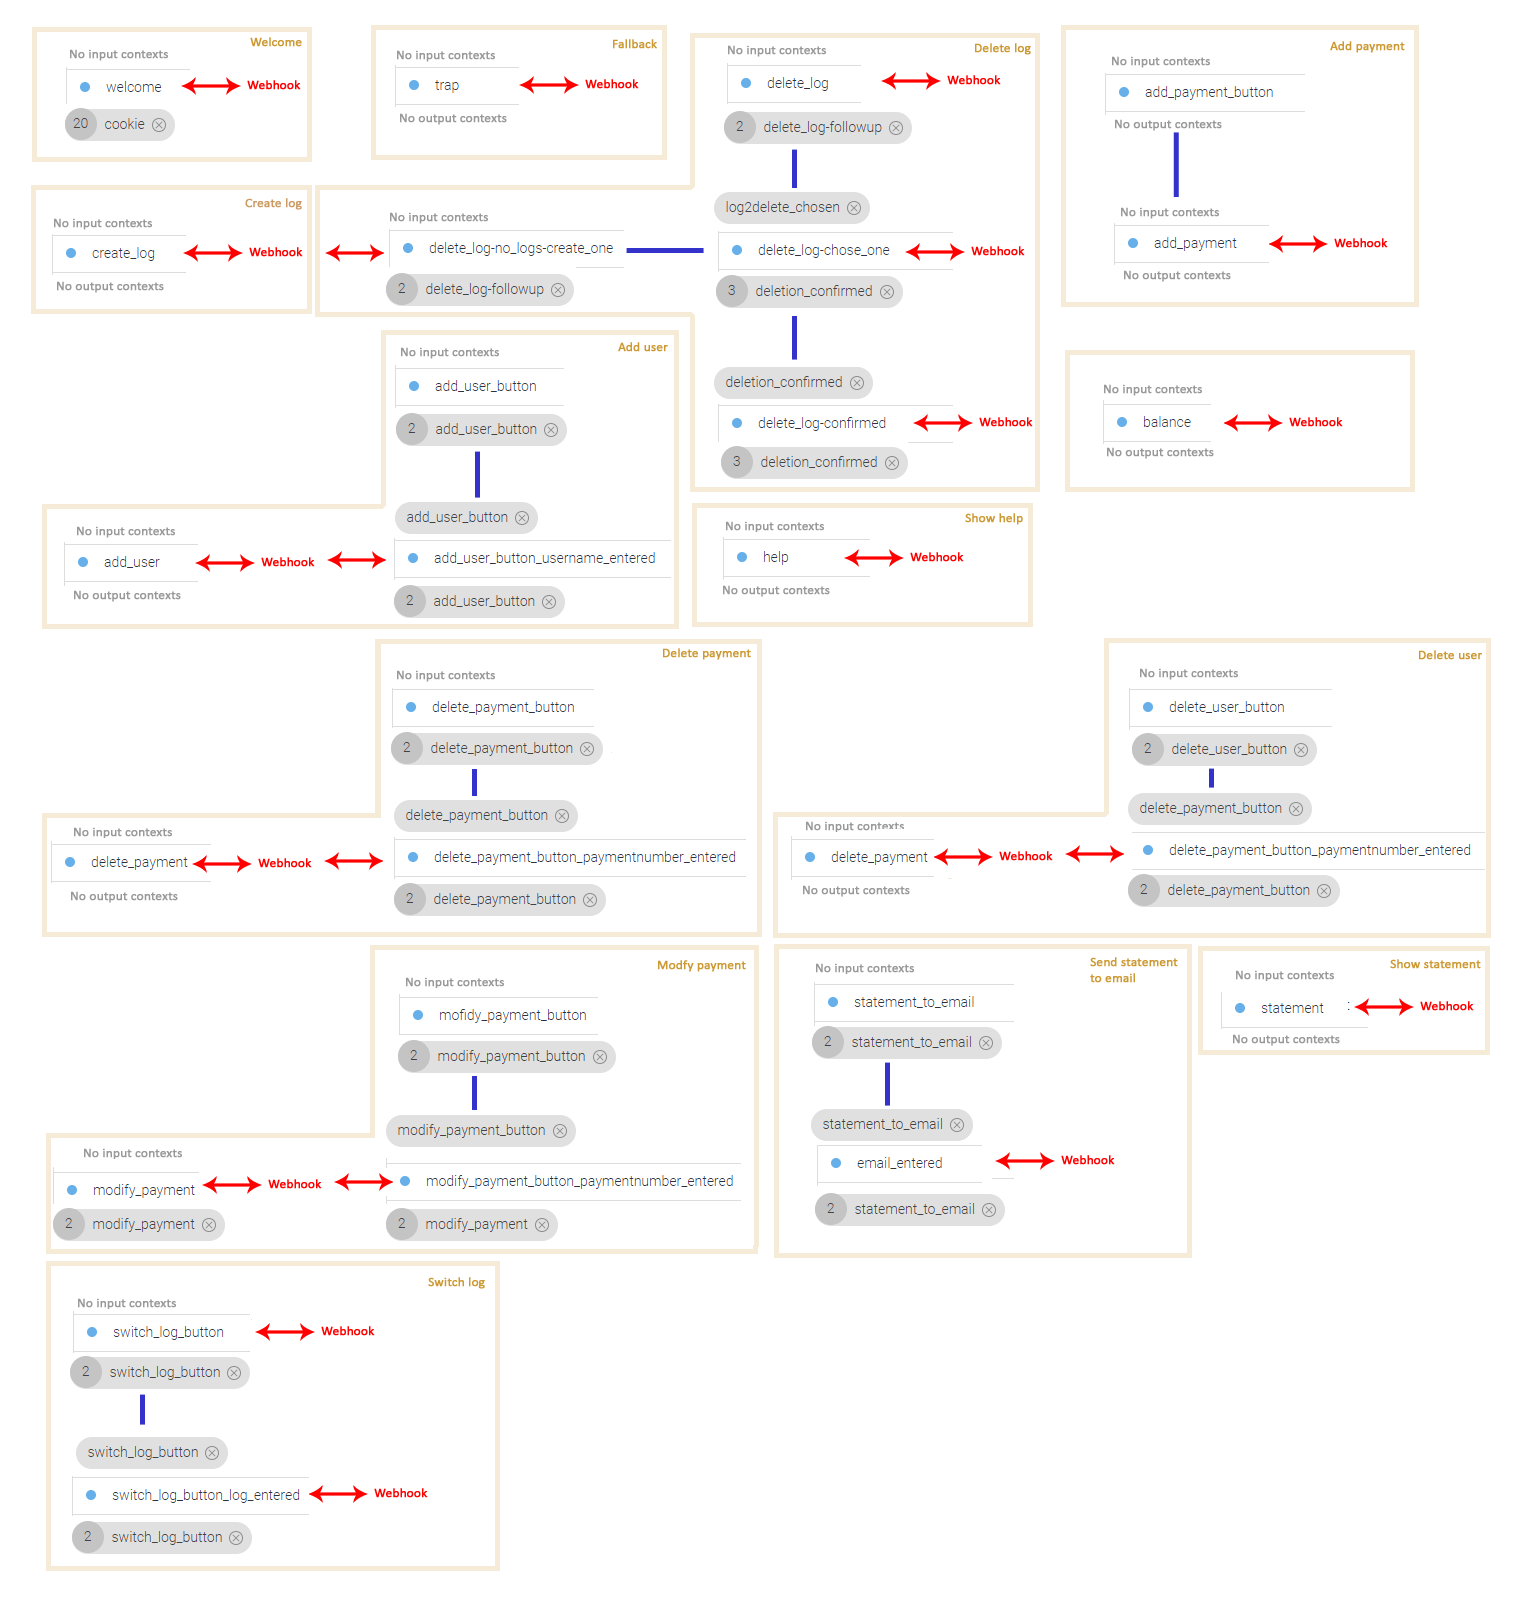 Welcome
No input contexts
welcome
Webhook
20 cookie
Fallback
No input contexts
trap
Webhook
No output contexts
Delete log
No input contexts
delete_log
Webhook
2 delete_log-followup
log2delete_chosen
delete_log-chose_one
Webhook
3 deletion_confirmed
deletion_confirmed
delete_log-confirmed
Webhook
3 deletion_confirmed
No input contexts
delete_log-no_logs-create_one
2 delete_log-followup
Add payment
No input contexts
add_payment_button
No output contexts
No input contexts
add_payment
Webhook
No output contexts
Create log
No input contexts
create_log
Webhook
No output contexts
Add user
No input contexts
add_user_button
2 add_user_button
add_user_button
add_user_button_username_entered
2 add_user_button
No input contexts
add_user
Webhook
No output contexts
No input contexts
balance
Webhook
No output contexts
Show help
No input contexts
help
Webhook
No output contexts
Delete payment
No input contexts
delete_payment_button
2 delete_payment_button
delete_payment_button
delete_payment_button_paymentnumber_entered
2 delete_payment_button
No input contexts
delete_payment
Webhook
No output contexts
Delete user
No input contexts
delete_user_button
2 delete_user_button
delete_payment_button
delete_payment_button_paymentnumber_entered
2 delete_payment_button
No input contexts
delete_payment
Webhook
No output contexts
Modfy payment
No input contexts
mofidy_payment_button
2 modify_payment_button
modify_payment_button
modify_payment_button_paymentnumber_entered
2 modify_payment
No input contexts
modify_payment
Webhook
2 modify_payment
Send statement
to email
No input contexts
statement_to_email
2 statement_to_email
statement_to_email
email_entered
Webhook
2 statement_to_email
Show statement
No input contexts
statement :
Webhook
No output contexts
Switch log
No input contexts
switch_log_button
Webhook
2 switch_log_button
switch_log_button
switch_log_button_log_entered
Webhook
2 switch_log_button